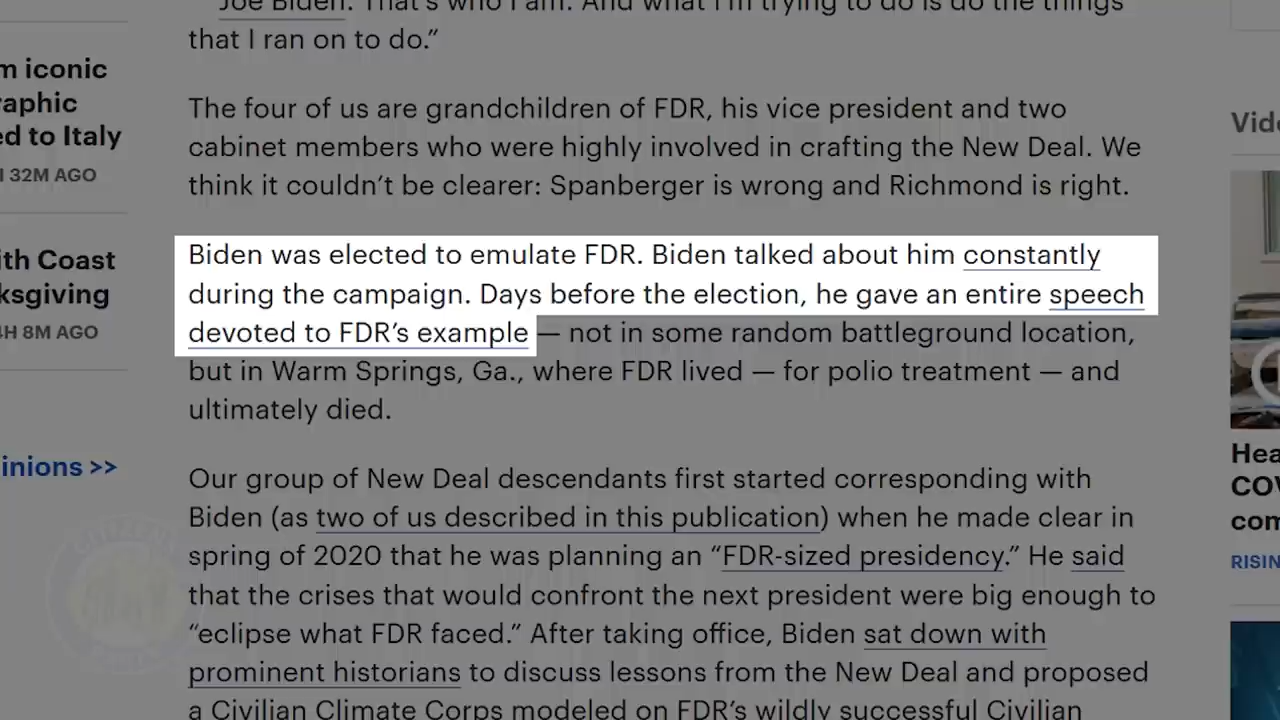 Joe Biden. That's who I am. And what I'm trying to do is do the things
that I ran on to do.”
m iconic
raphic
ed to Italy
32M AGO
The four of us are grandchildren of FDR, his vice president and two
cabinet members who were highly involved in crafting the New Deal. We
think it couldn’t be clearer: Spanberger is wrong and Richmond is right.
ith Coast
ksgiving
4H 8M AGO
Biden was elected to emulate FDR. Biden talked about him constantly
during the campaign. Days before the election, he gave an entire speech
devoted to FDR’s example — not in some random battleground location,
but in Warm Springs, Ga., where FDR lived — for polio treatment — and
ultimately died.
inions >>
Our group of New Deal descendants first started corresponding with
Biden (as two of us described in this publication) when he made clear in
spring of 2020 that he was planning an “FDR-sized presidency.” He said
that the crises that would confront the next president were big enough to
“eclipse what FDR faced.” After taking office, Biden sat down with
prominent historians to discuss lessons from the New Deal and proposed
a Civilian Climate Corps modeled on FDR’s wildly successful Civilian
Vide
Hea
COV
com
RISIN